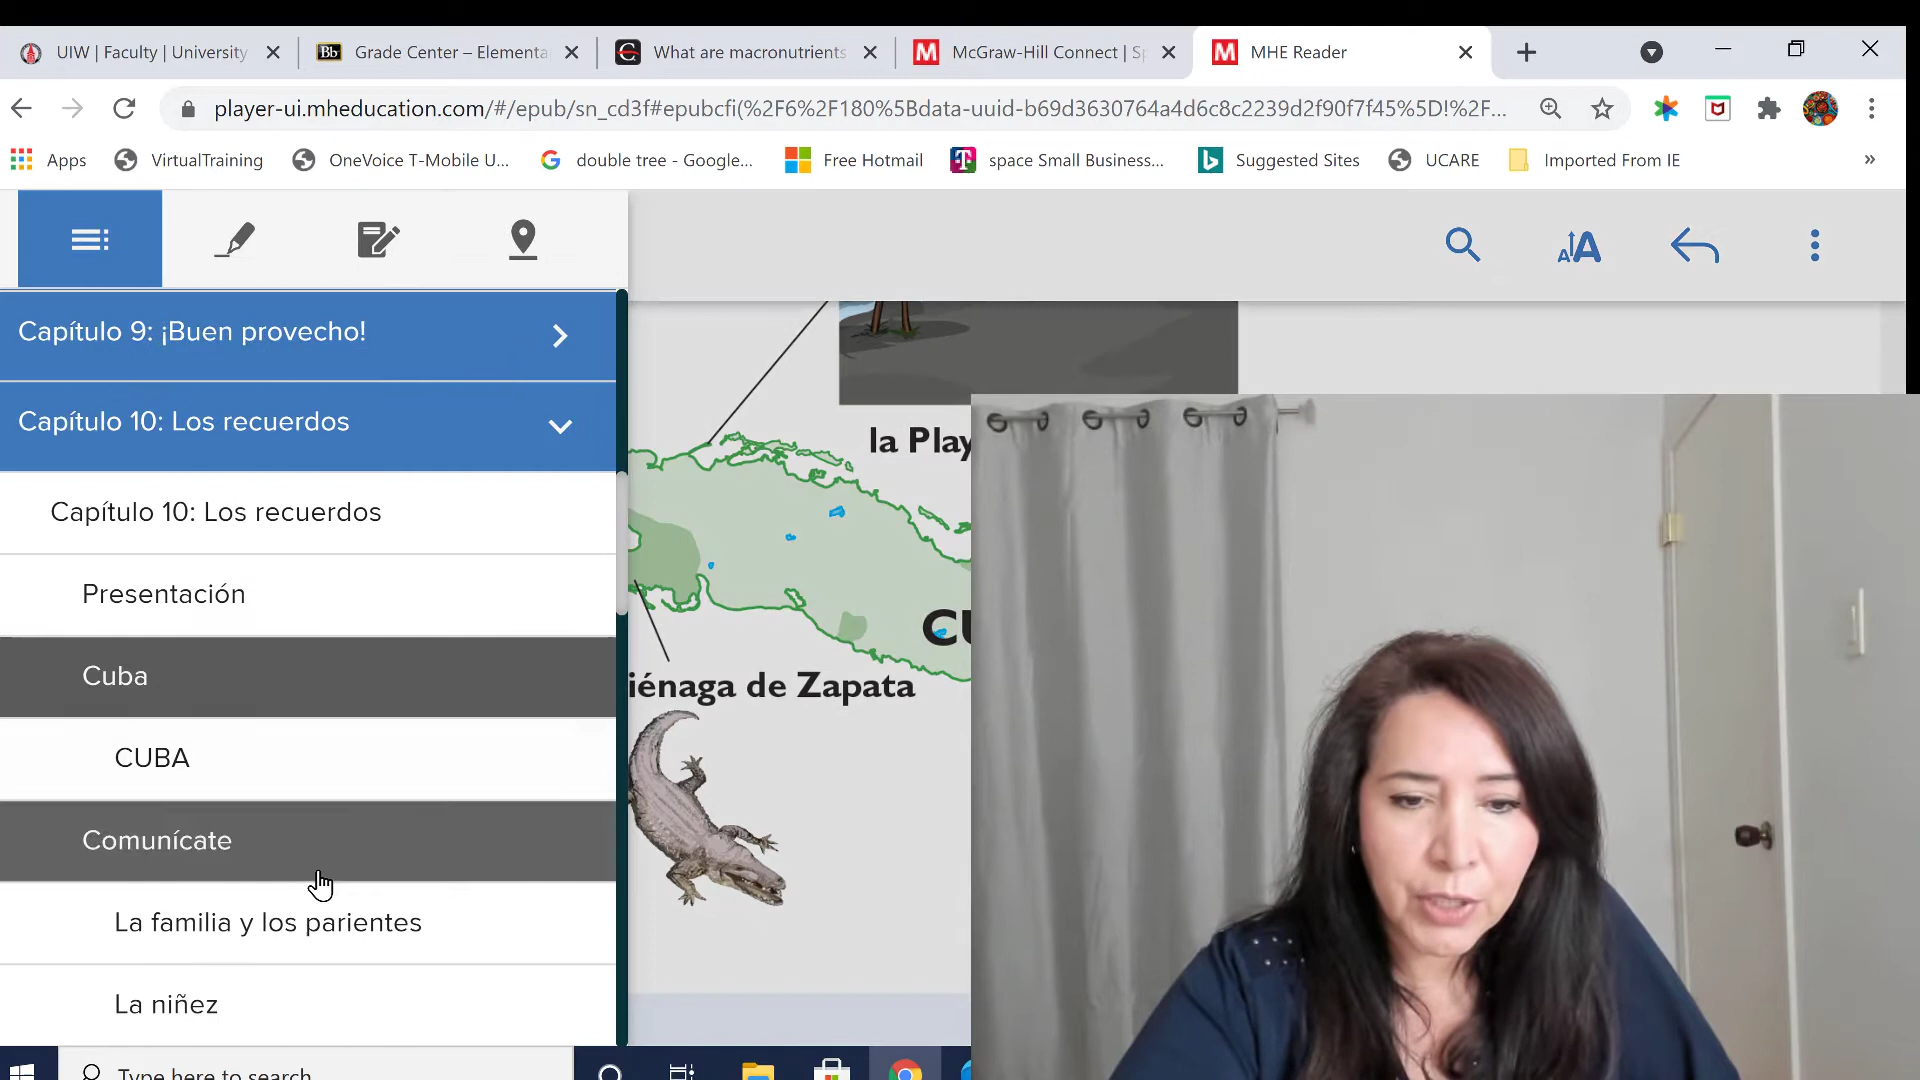 UIW | Faculty | University
Bb Grade Center – Elementa
What are macronutrients
McGraw-Hill Connect | Sp
MHE Reader
player-ui.mheducation.com/#/epub/sn_cd3f#epubcfi(%2F6%2F180%5Bdata-uuid-b69d3630764a4d6c8c2239d2f90f7f45%5D!%2F...
Apps
VirtualTraining
OneVoice T-Mobile U...
double tree - Google...
Free Hotmail
space Small Business...
Suggested Sites
UCARE
Imported From IE
»
Capítulo 9: ¡Buen provecho!
Capítulo 10: Los recuerdos
Capítulo 10: Los recuerdos
Presentación
Cuba
CUBA
Comunícate
La familia y los parientes
La niñez
la Play
CU
iénaga de Zapata
Type here to search